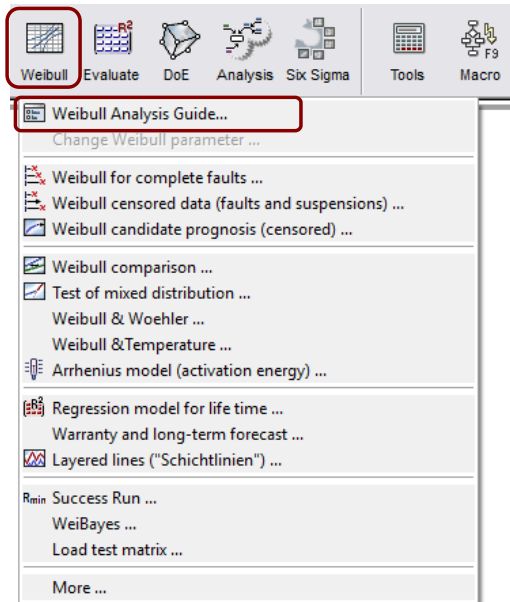 R²
Weibull Evaluate DoE Analysis Six Sigma Tools Macro
F9
Weibull Analysis Guide...
Change Weibull parameter ...
Weibull for complete faults ...
Weibull censored data (faults and suspensions) ...
Weibull candidate prognosis (censored) ...
Weibull comparison ...
Test of mixed distribution ...
Weibull & Woehler ...
Weibull &Temperature ...
Arrhenius model (activation energy) ...
R² Regression model for life time ...
Warranty and long-term forecast ...
Layered lines ("Schichtlinien") ...
Rmin Success Run ...
WeiBayes ...
Load test matrix ...
More ...